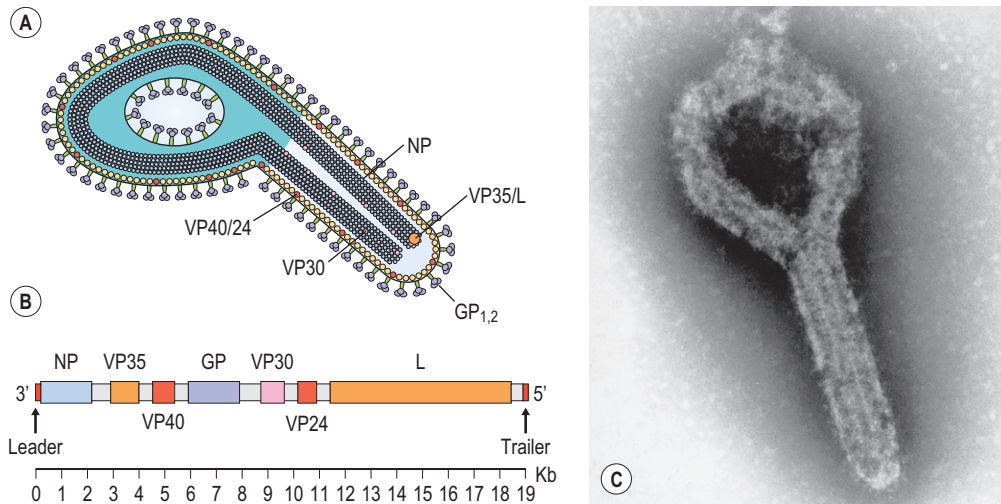 A
NP
VP35/L
VP40/24
VP30
GP1,2
B
NP VP35 GP VP30 L
3’ 5’
VP40 VP24
Leader Trailer
Kb
0 1 2 3 4 5 6 7 8 9 10 11 12 13 14 15 16 17 18 19
C